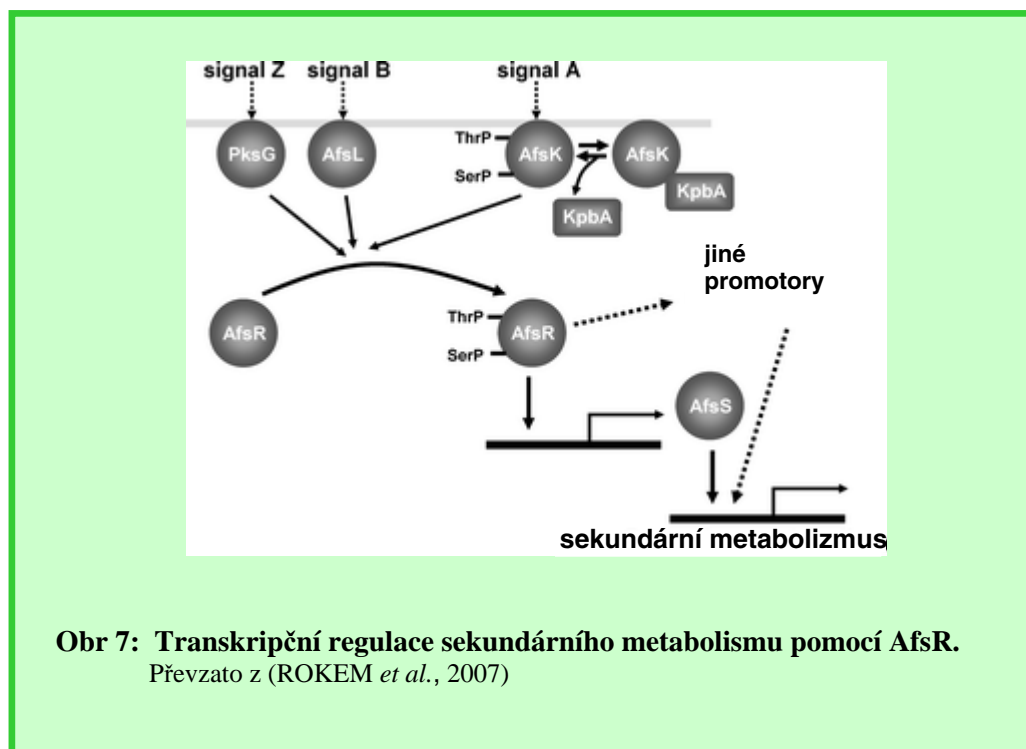 signal Z signal B signal A
PksG AfsL ThrP AfsK AfsK
SerP
KpbA KpbA
jiné
promotory
AfsR ThrP AfsR
SerP
AfsS
sekundární metabolizmus
Obr 7: Transkripční regulace sekundárního metabolismu pomocí AfsR.
Převzato z (ROKEM et al., 2007)